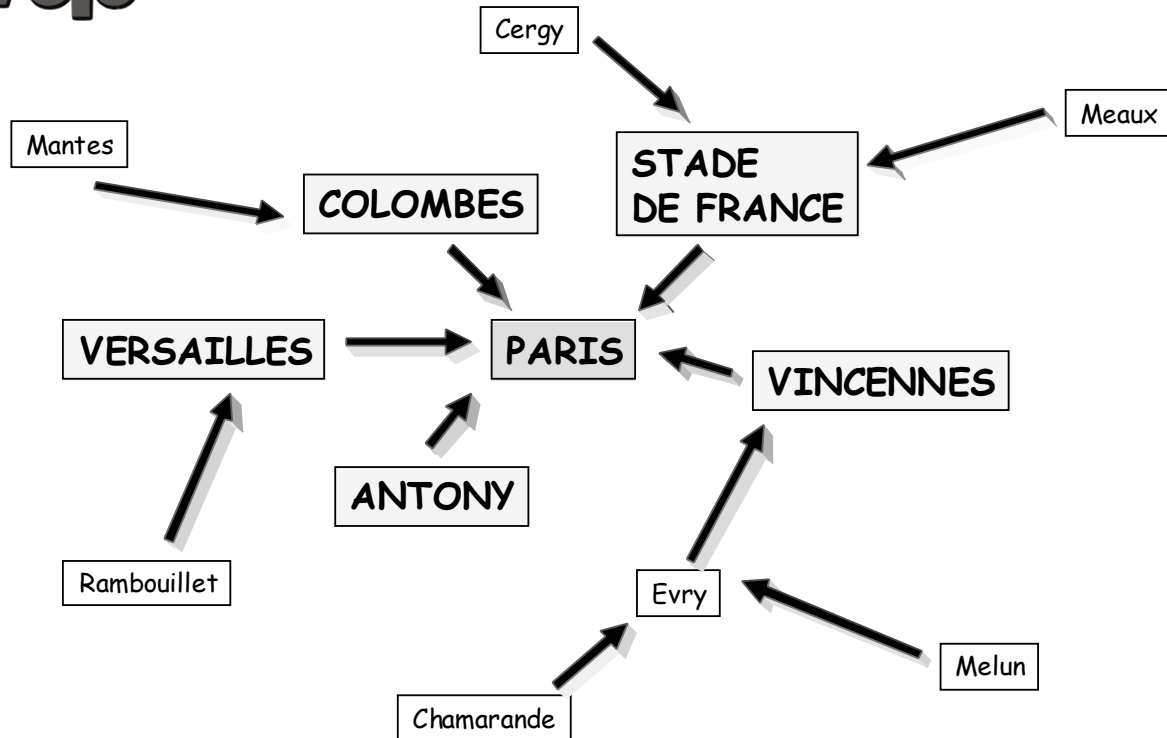 Cergy
Meaux
Mantes
STADE
DE FRANCE
COLOMBES
VERSAILLES
PARIS
VINCENNES
ANTONY
Rambouillet
Evry
Melun
Chamarande